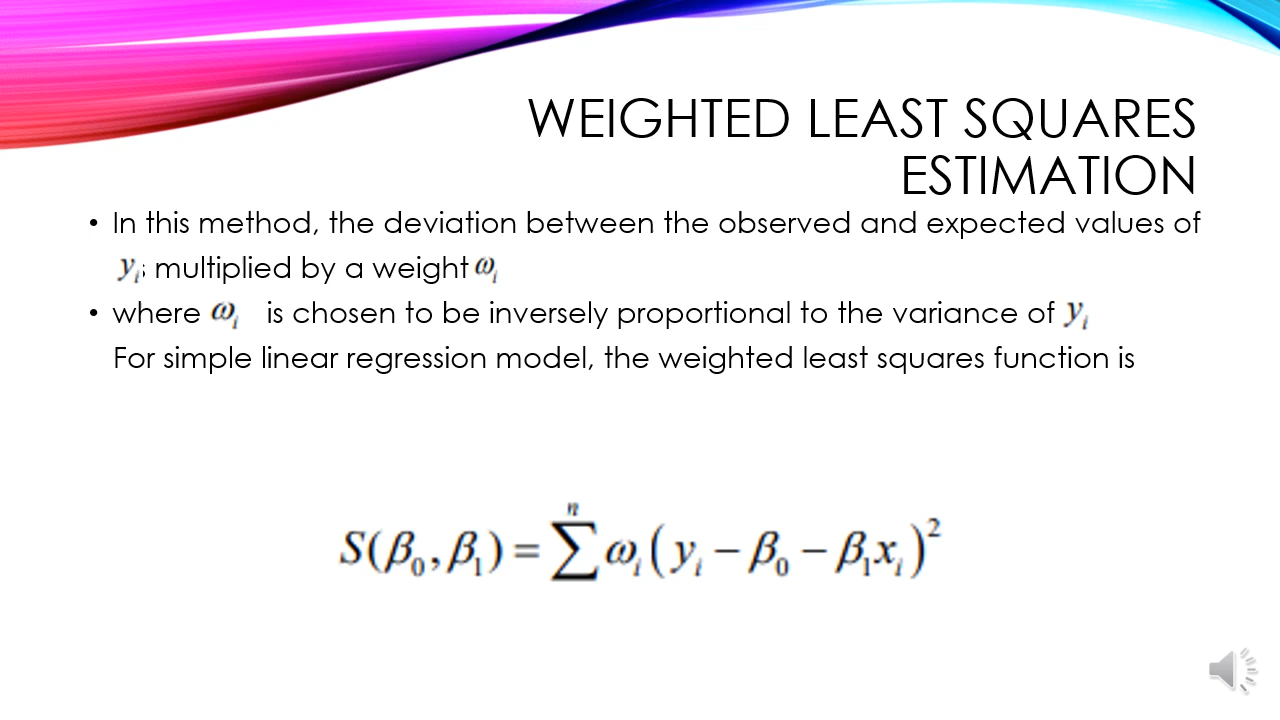 WEIGHTED LEAST SQUARES
ESTIMATION
• In this method, the deviation between the observed and expected values of
yᵢ multiplied by a weight ωᵢ
• where ωᵢ is chosen to be inversely proportional to the variance of yᵢ
For simple linear regression model, the weighted least squares function is
S(β₀, β₁) = ∑ⁿ ωᵢ(yᵢ − β₀ − β₁xᵢ)²